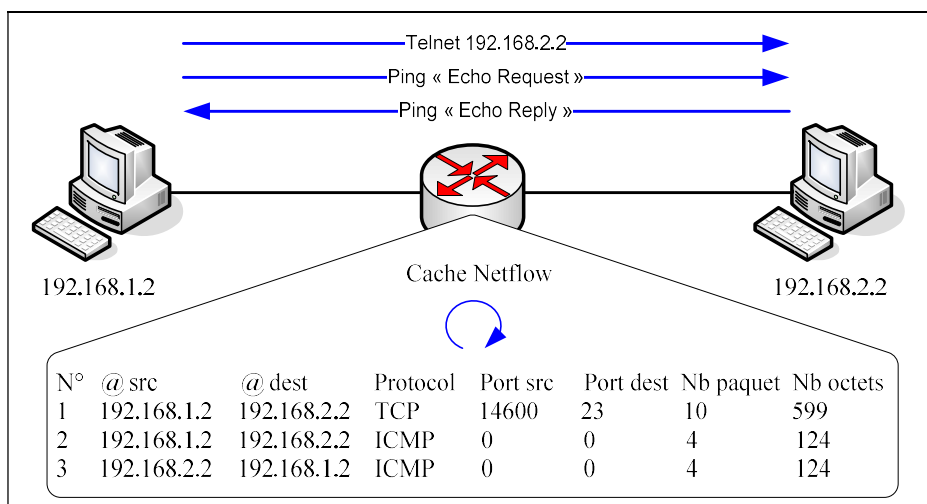 Telnet 192.168.2.2
Ping « Echo Request »
Ping « Echo Reply »
192.168.1.2
192.168.2.2
Cache Netflow
N° @ src @ dest Protocol Port src Port dest Nb paquet Nb octets
1 192.168.1.2 192.168.2.2 TCP 14600 23 10 599
2 192.168.1.2 192.168.2.2 ICMP 0 0 4 124
3 192.168.2.2 192.168.1.2 ICMP 0 0 4 124